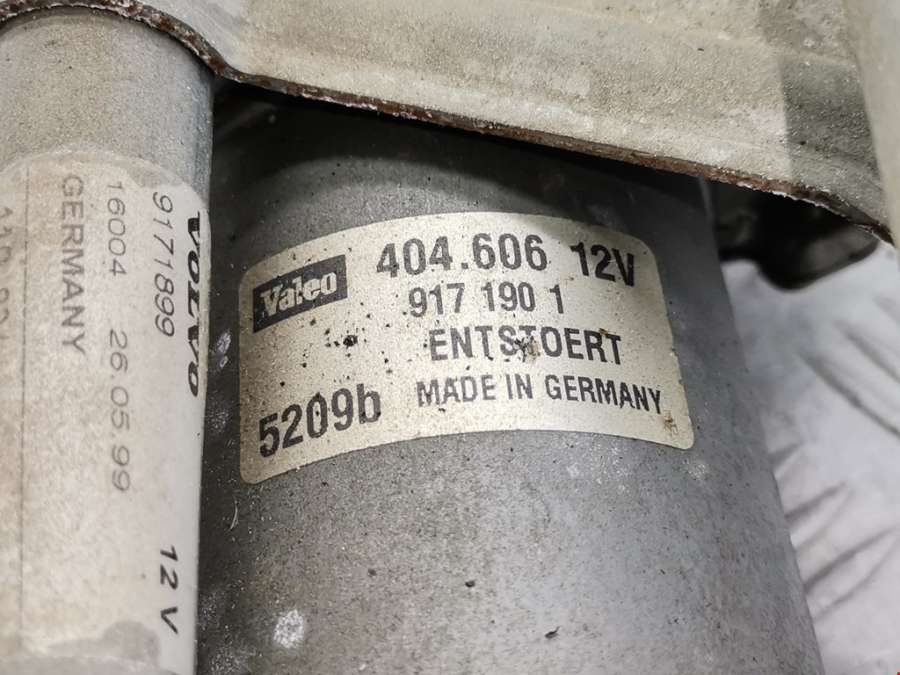 VOLVO
9171899
16004 26.05.99
GERMANY
12V
Valeo
404.606 12V
917 190 1
ENTSTOERT
5209b MADE IN GERMANY